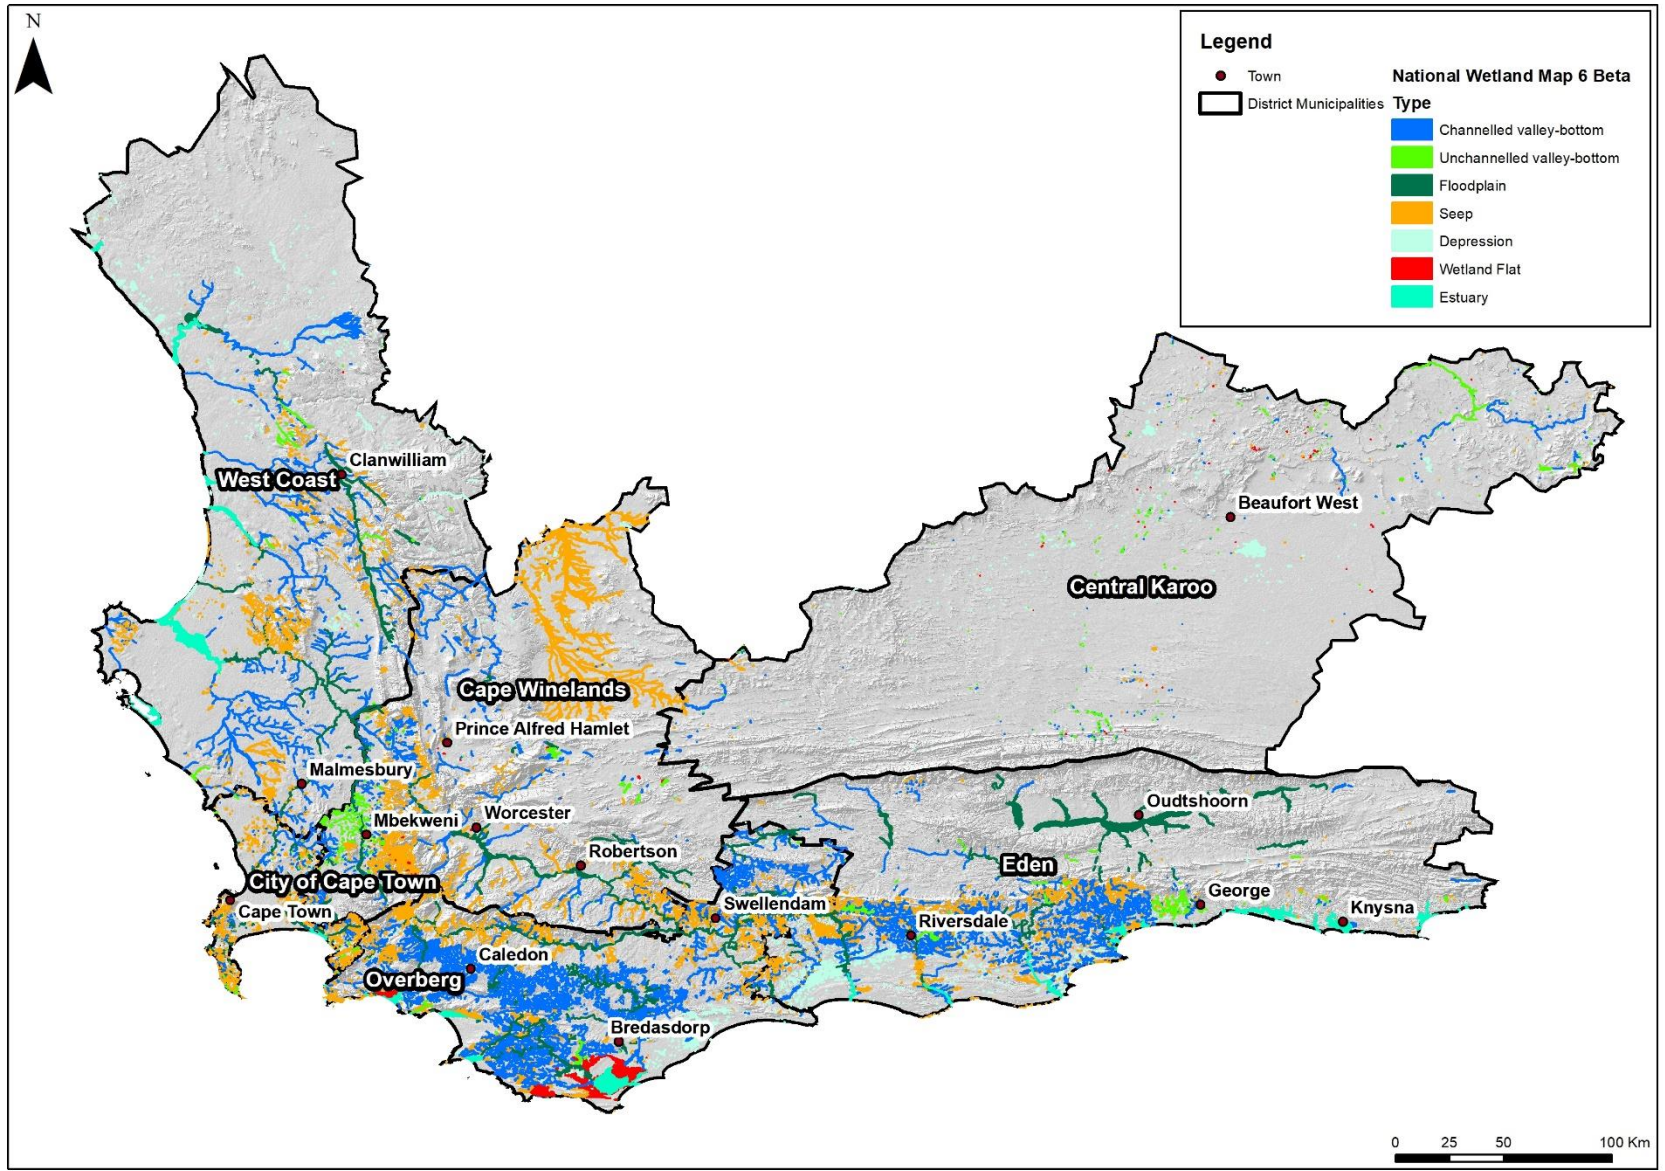 N
Legend
Town
District Municipalities
National Wetland Map 6 Beta
Type
Channelled valley-bottom
Unchannelled valley-bottom
Floodplain
Seep
Depression
Wetland Flat
Estuary
Clanwilliam
West Coast
Beaufort West
Central Karoo
Cape Winelands
Prince Alfred Hamlet
Malmesbury
Mbekweni
Worcester
Oudtshoorn
Robertson
Eden
City of Cape Town
George
Cape Town
Swellendam
Knysna
Riversdale
Caledon
Overberg
Bredasdorp
0 25 50 100 Km